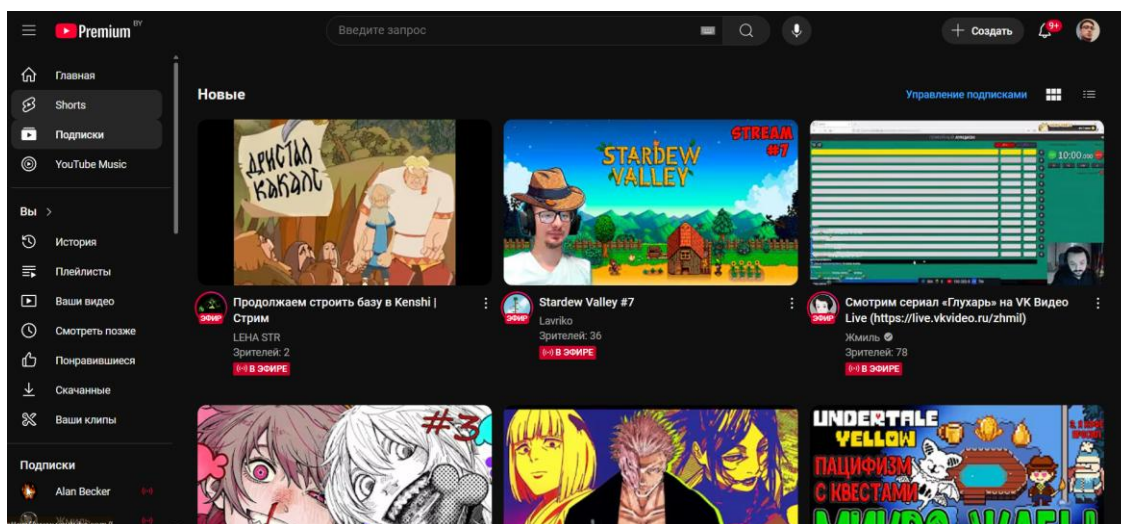 Premium BY
Введите запрос
Создать
9+
Главная
Shorts
Подписки
YouTube Music
Вы
История
Плейлисты
Ваши видео
Смотреть позже
Понравившиеся
Скачанные
Ваши клипы
Подписки
Alan Becker
Новые
Управление подписками
ДРИСТАЛ
КАКАЛЪ
ЭФИР
Продолжаем строить базу в Kenshi |
Стрим
LEHA STR
Зрителей: 2
В ЭФИРЕ
STREAM
#7
STARDEW
VALLEY
ЭФИР
Stardew Valley #7
Lavriko
Зрителей: 36
В ЭФИРЕ
10:00
ЭФИР
Смотрим сериал «Глухарь» на VK Видео
Live (https://live.vkvideo.ru/zhmil)
Жмиль
Зрителей: 78
В ЭФИРЕ
#3
UNDERTALE
YELLOW
ПАЦИФИЗМ
С КВЕСТАМИ